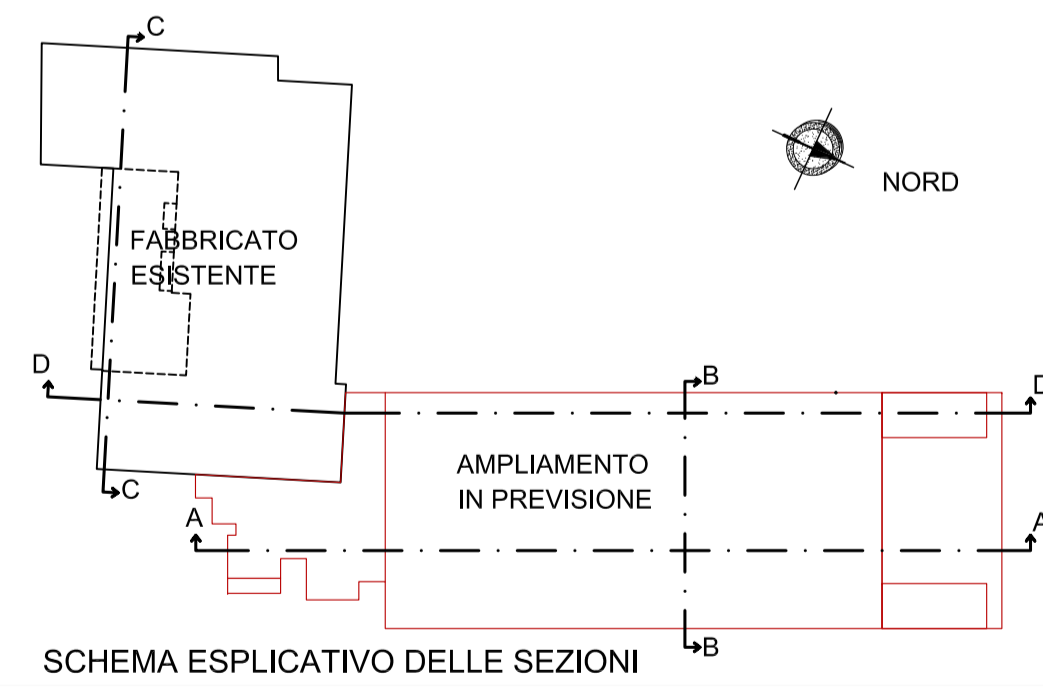 C
NORD
FABBRICATO
ESISTENTE
D
B
D
AMPLIAMENTO
IN PREVISIONE
C
A
A
B
SCHEMA ESPLICATIVO DELLE SEZIONI